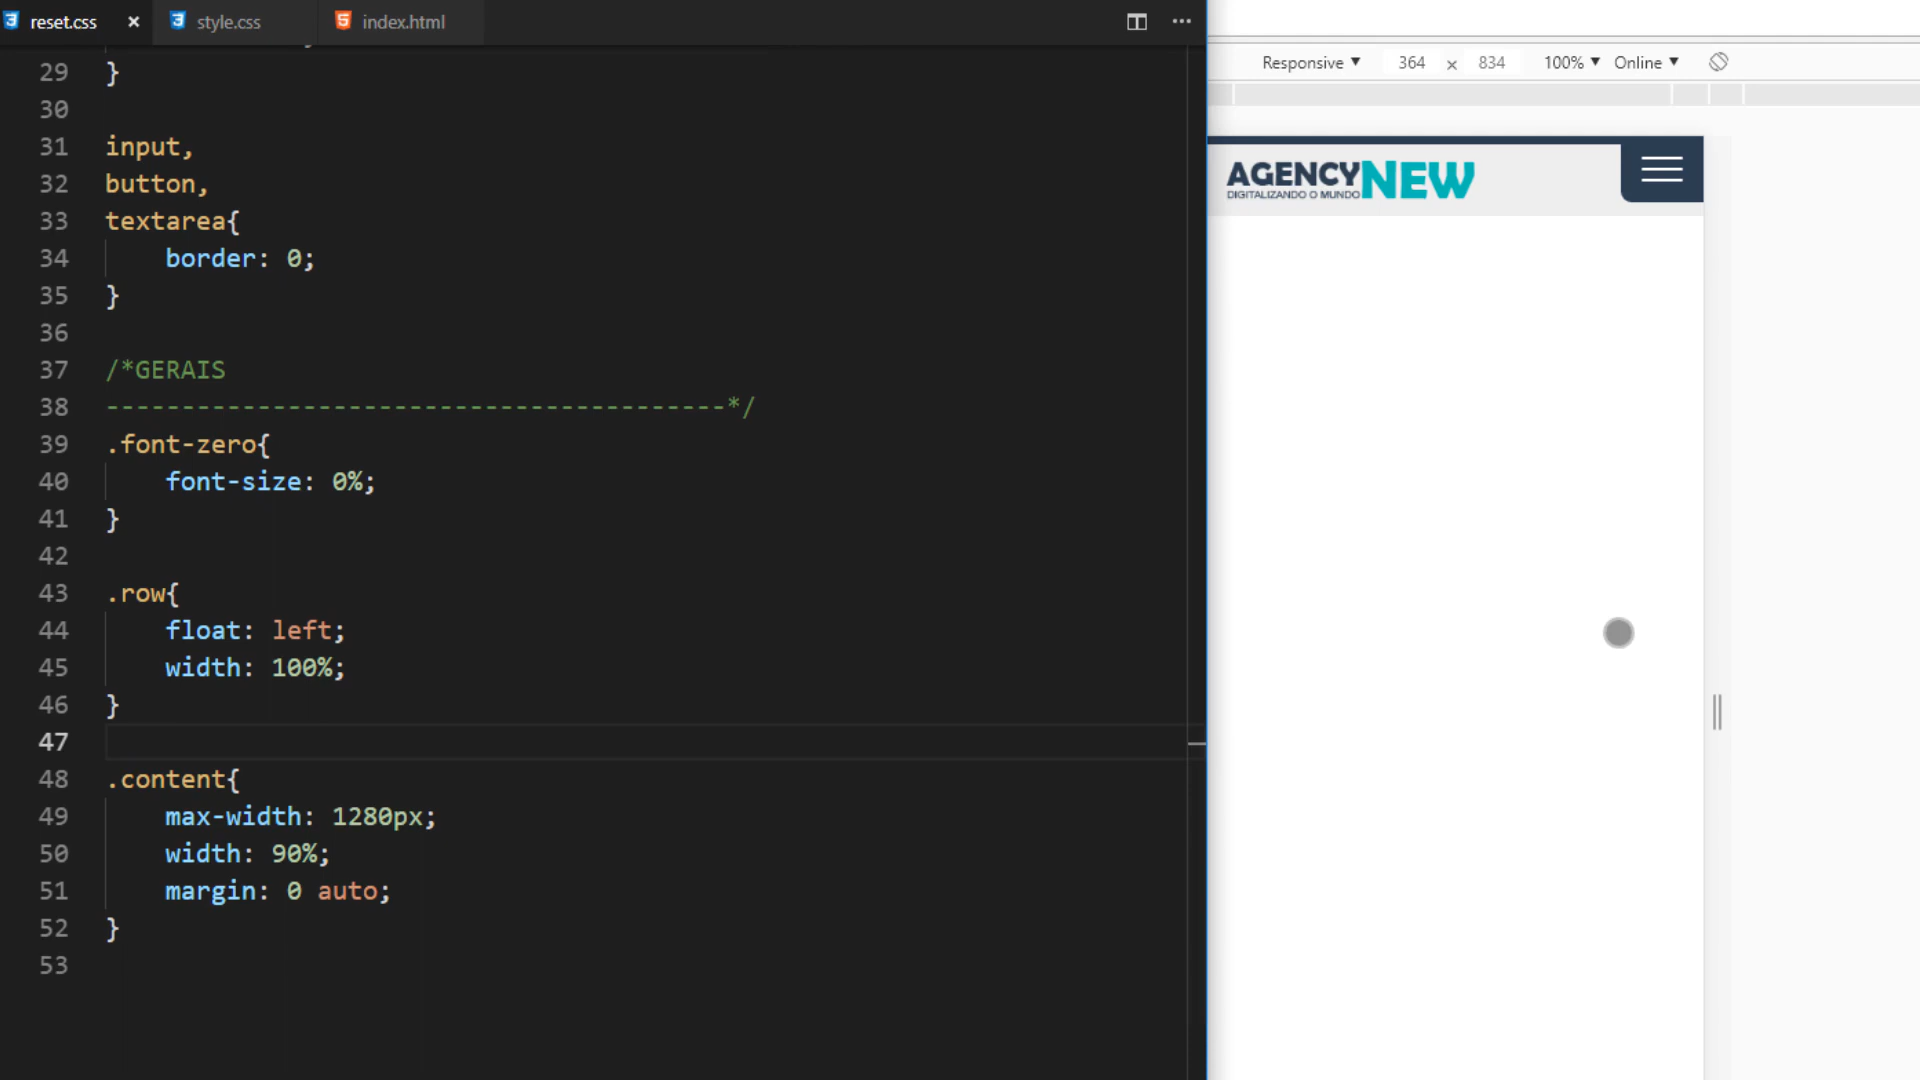 reset.css × style.css index.html
29 }
30
31 input,
32 button,
33 textarea{
34 border: 0;
35 }
36
37 /*GERAIS
38 -----------------------------------------*/
39 .font-zero{
40 font-size: 0%;
41 }
42
43 .row{
44 float: left;
45 width: 100%;
46 }
47
48 .content{
49 max-width: 1280px;
50 width: 90%;
51 margin: 0 auto;
52 }
53
Responsive ▼ 364 × 834 100% ▼ Online ▼
AGENCYNEW
DIGITALIZANDO O MUNDO